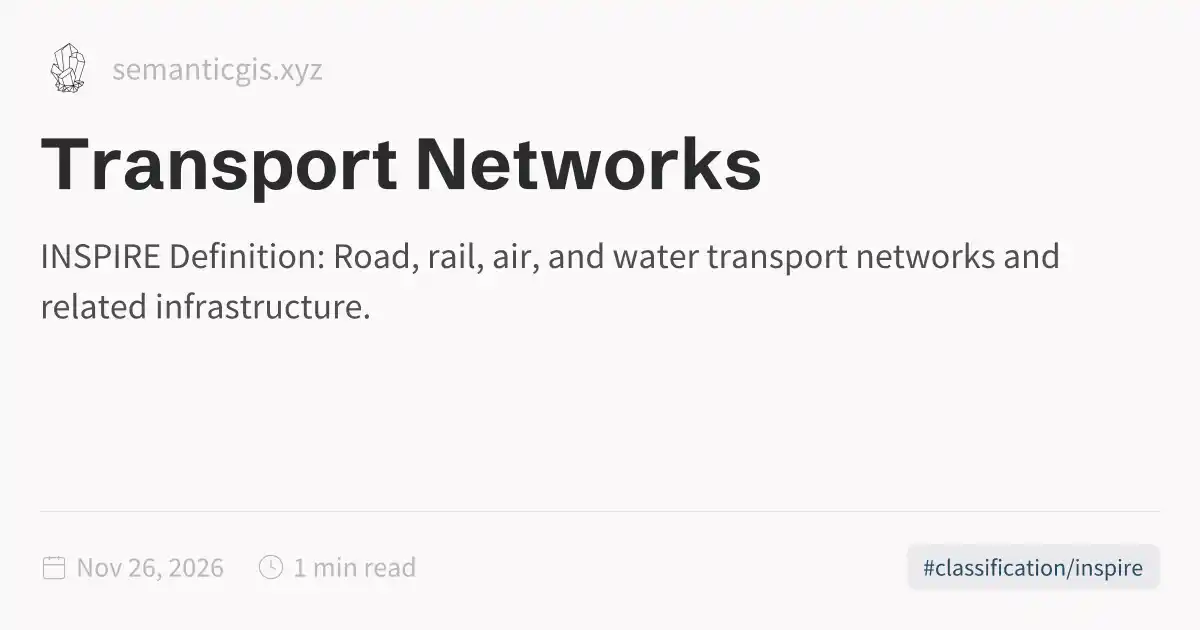 semanticgis.xyz
Transport Networks
INSPIRE Definition: Road, rail, air, and water transport networks and
related infrastructure.
Nov 26, 2026 1 min read #classification/inspire